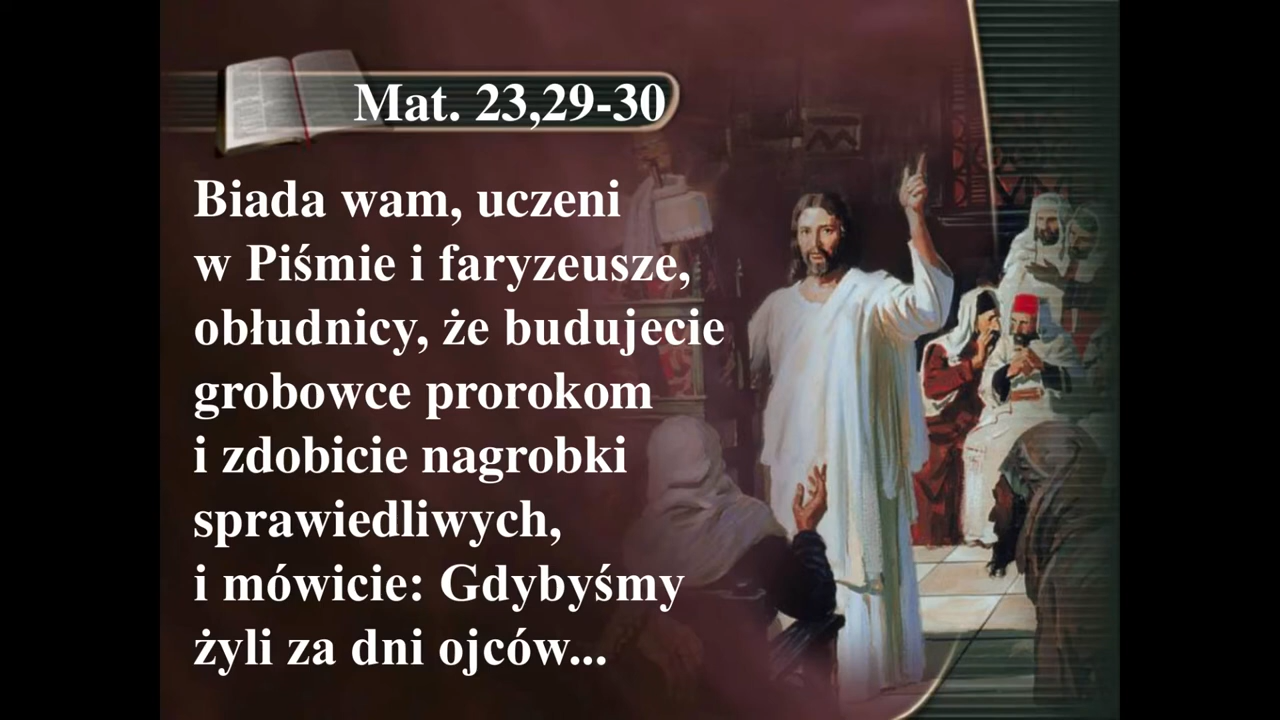 Mat. 23,29-30
Biada wam, uczeni
w Piśmie i faryzeusze,
obłudnicy, że budujecie
grobowce prorokom
i zdobicie nagrobki
sprawiedliwych,
i mówicie: Gdybyśmy
żyli za dni ojców...